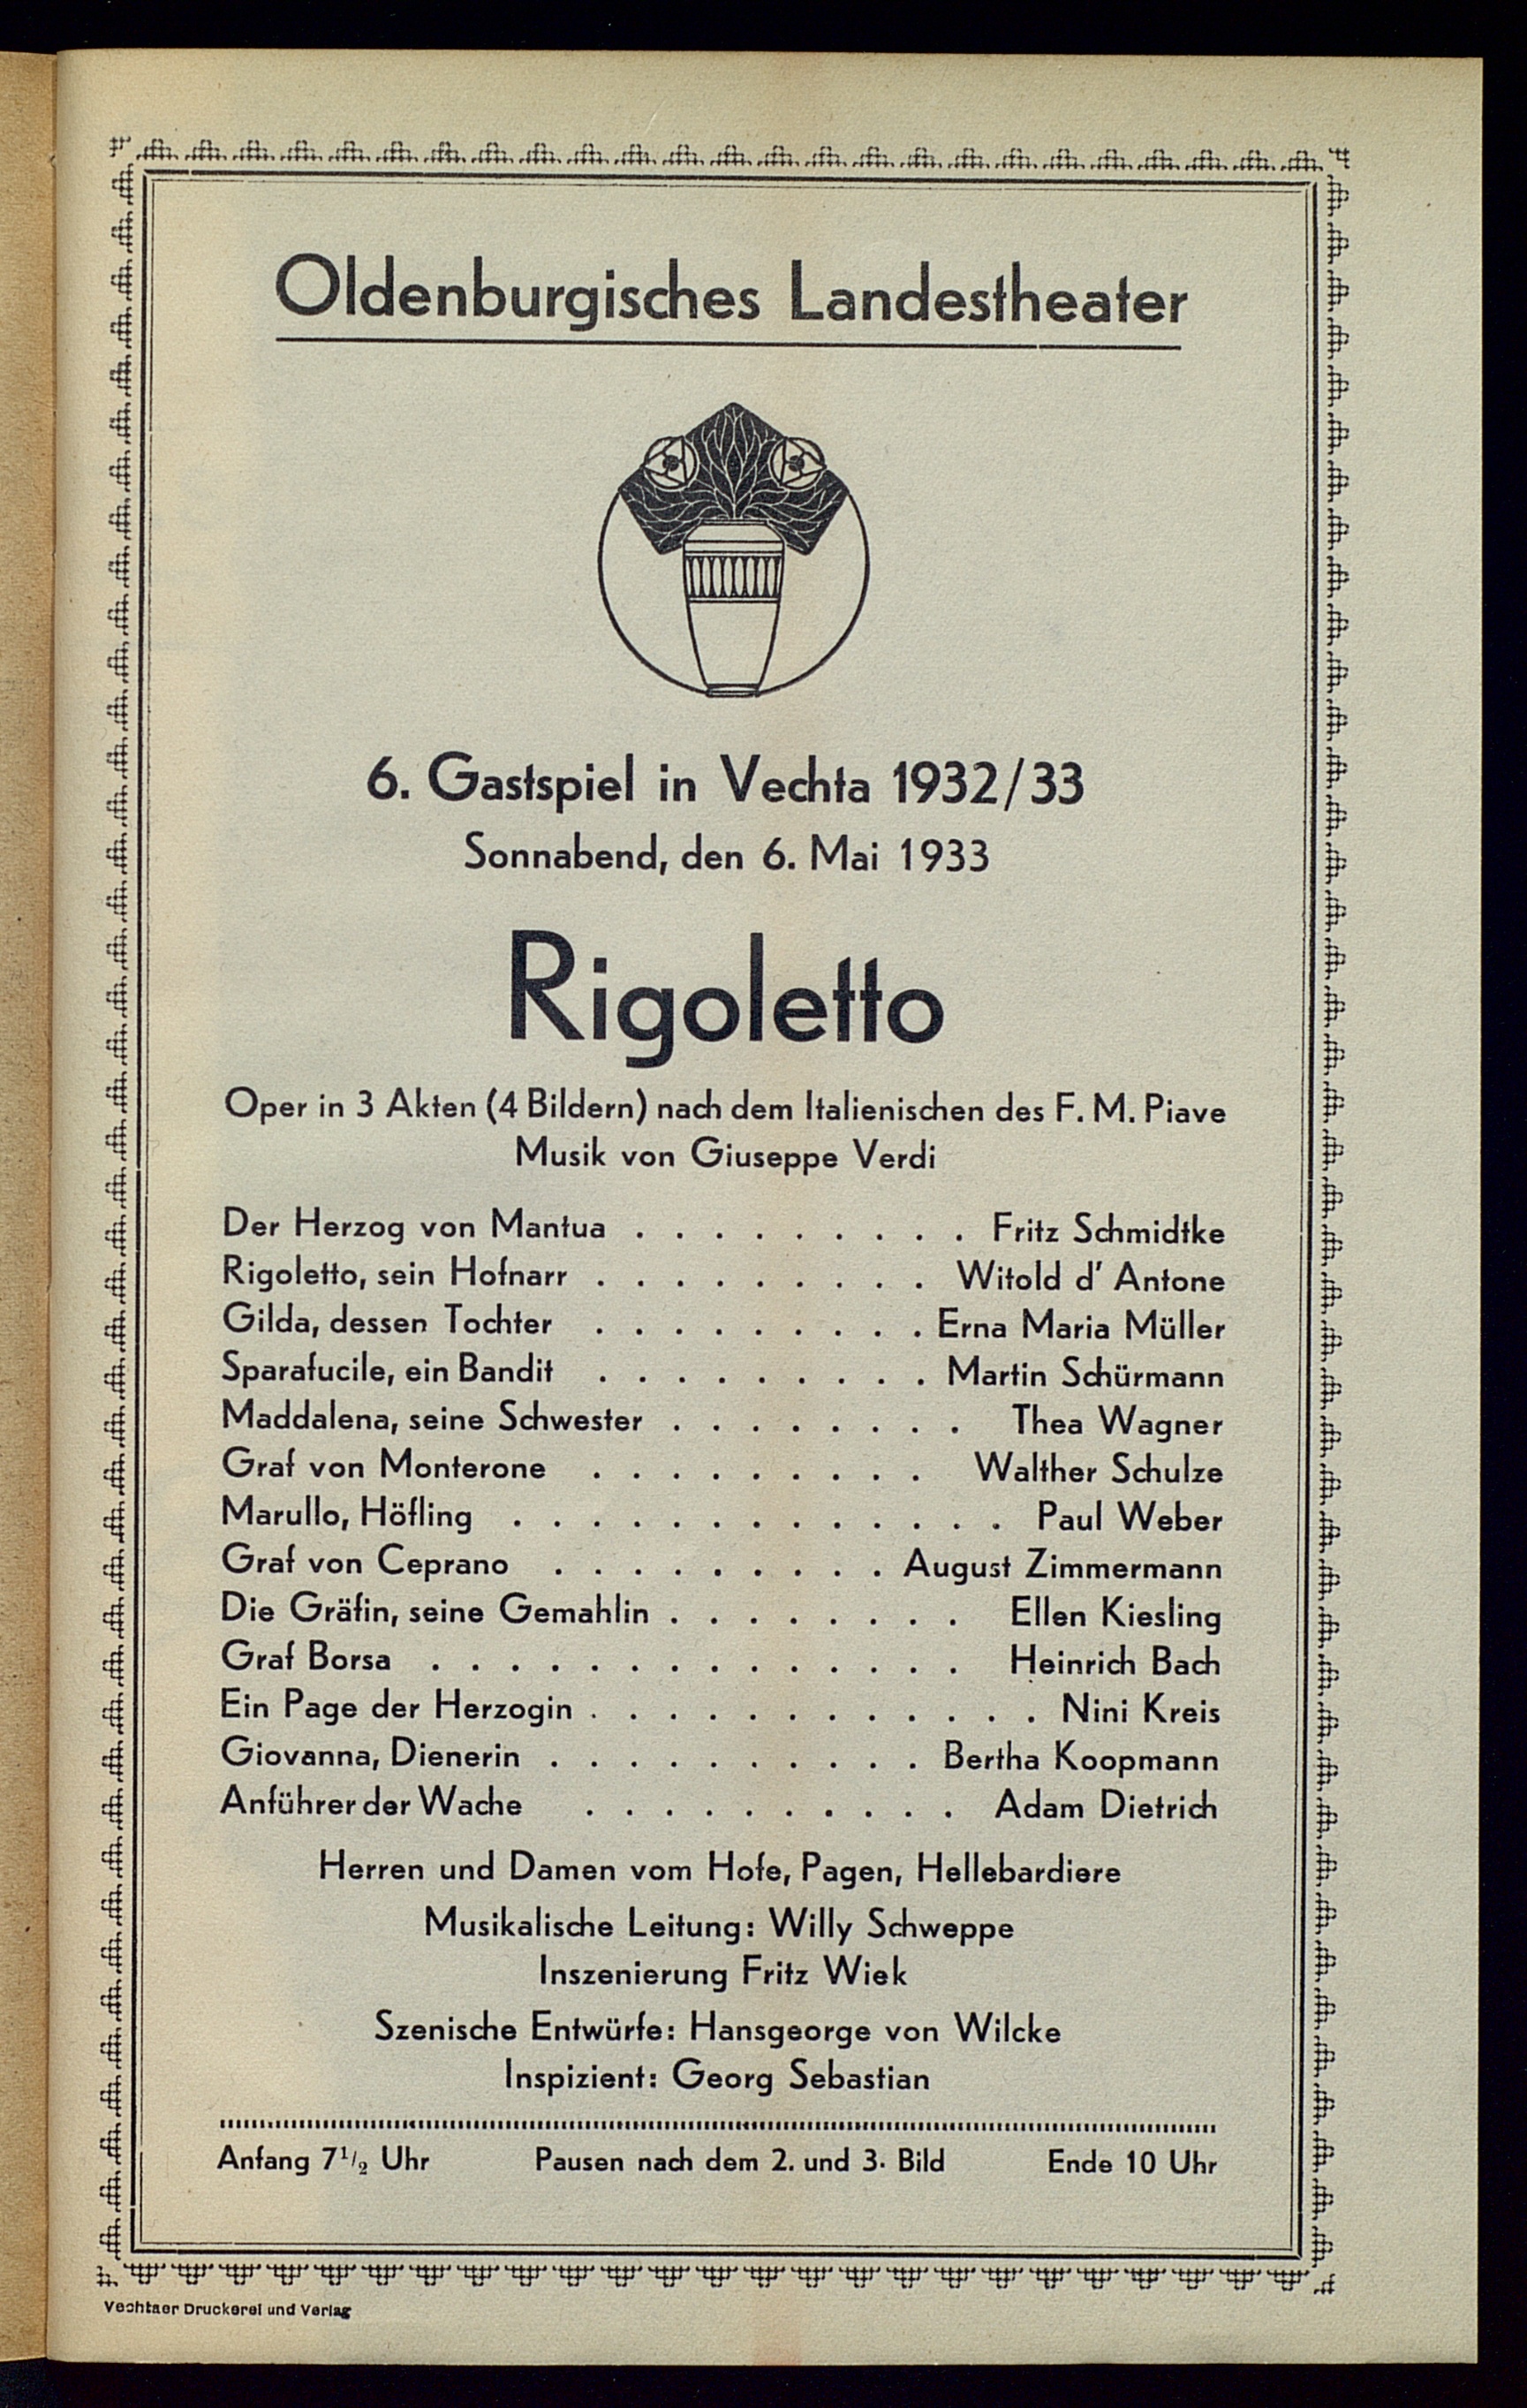 Oldenburgisches Landestheater
6. Gastspiel in Vechta 1932/33
Sonnabend, den 6. Mai 1933
Rigoletto
Oper in 3 Akten (4 Bildern) nach dem Italienischen des F. M. Piave
Musik von Giuseppe Verdi
Der Herzog von Mantua . . . . . . . . . Fritz Schmidtke
Rigoletto, sein Hofnarr . . . . . . . . . Witold d' Antone
Gilda, dessen Tochter . . . . . . . . . Erna Maria Müller
Sparafucile, ein Bandit . . . . . . . . . Martin Schürmann
Maddalena, seine Schwester . . . . . . . . Thea Wagner
Graf von Monterone . . . . . . . . . Walther Schulze
Marullo, Höfling . . . . . . . . . . . . . Paul Weber
Graf von Ceprano . . . . . . . . . August Zimmermann
Die Gräfin, seine Gemahlin . . . . . . . . Ellen Kiesling
Graf Borsa . . . . . . . . . . . . . . Heinrich Bach
Ein Page der Herzogin . . . . . . . . . . . . Nini Kreis
Giovanna, Dienerin . . . . . . . . . . Bertha Koopmann
Anführer der Wache . . . . . . . . . . Adam Dietrich
Herren und Damen vom Hofe, Pagen, Hellebardiere
Musikalische Leitung: Willy Schweppe
Inszenierung Fritz Wiek
Szenische Entwürfe: Hansgeorge von Wilcke
Inspizient: Georg Sebastian
Anfang 7 1/2 Uhr Pausen nach dem 2. und 3. Bild Ende 10 Uhr
Vechtaer Druckerei und Verlag